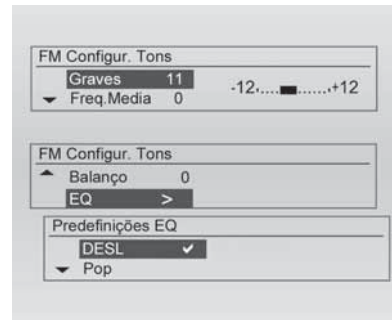 FM Configur. Tons
Graves 11
-12.....■......+12
Freq.Media 0
FM Configur. Tons
Balanço 0
EQ >
Predefinições EQ
DESL ✔
Pop